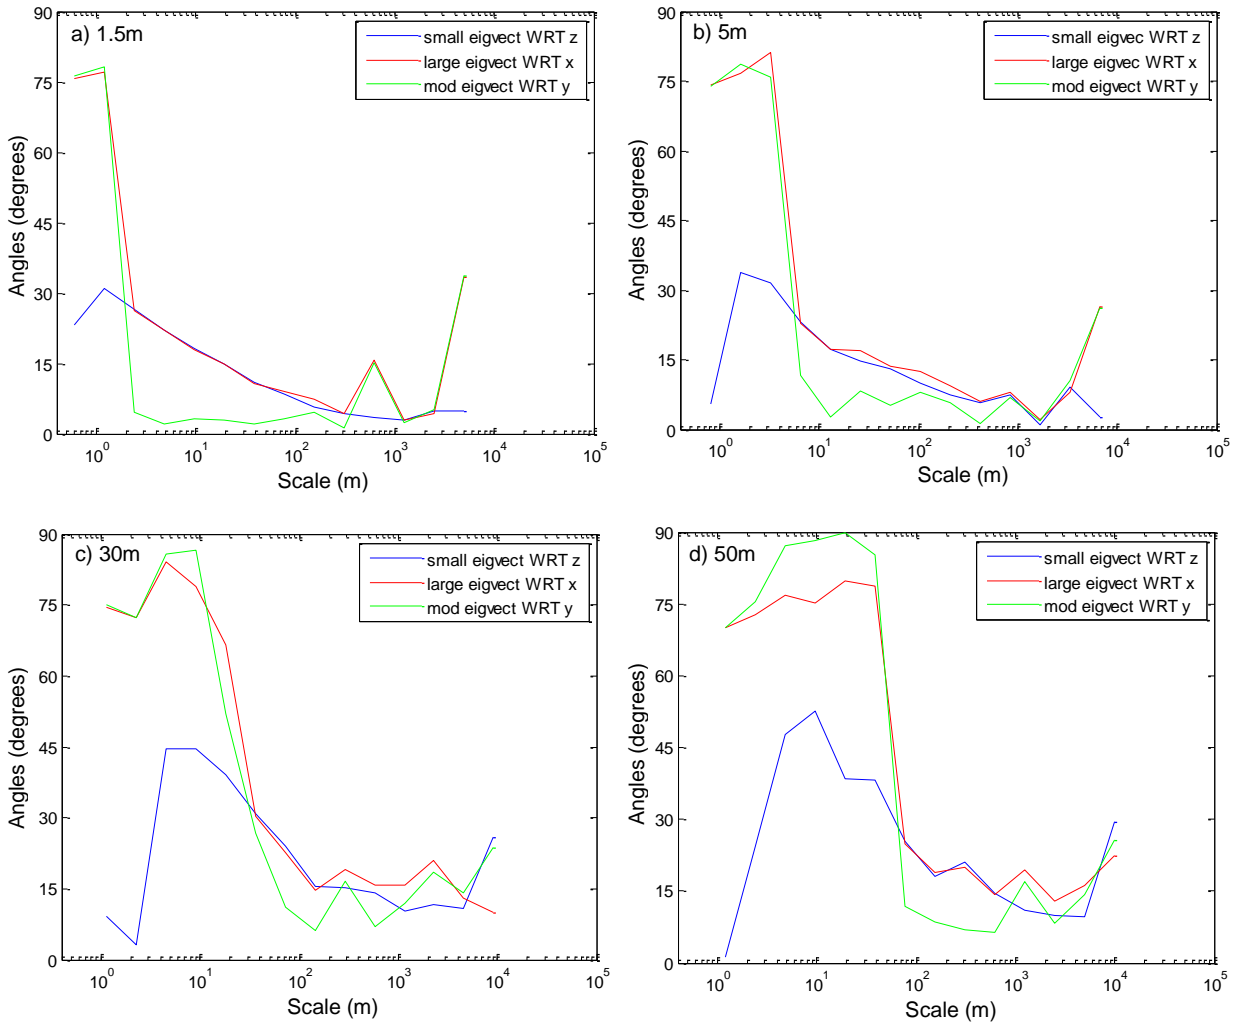 a) 1.5m
small eigvect WRT z
large eigvect WRT x
mod eigvect WRT y
Angles (degrees)
90
75
60
45
30
15
0
10^0 10^1 10^2 10^3 10^4 10^5
Scale (m)
b) 5m
small eigvec WRT z
large eigvec WRT x
mod eigvect WRT y
Angles (degrees)
90
75
60
45
30
15
0
10^0 10^1 10^2 10^3 10^4 10^5
Scale (m)
c) 30m
small eigvect WRT z
large eigvect WRT x
mod eigvect WRT y
Angles (degrees)
90
75
60
45
30
15
0
10^0 10^1 10^2 10^3 10^4 10^5
Scale (m)
d) 50m
small eigvect WRT z
large eigvect WRT x
mod eigvect WRT y
Angles (degrees)
90
75
60
45
30
15
0
10^0 10^1 10^2 10^3 10^4 10^5
Scale (m)